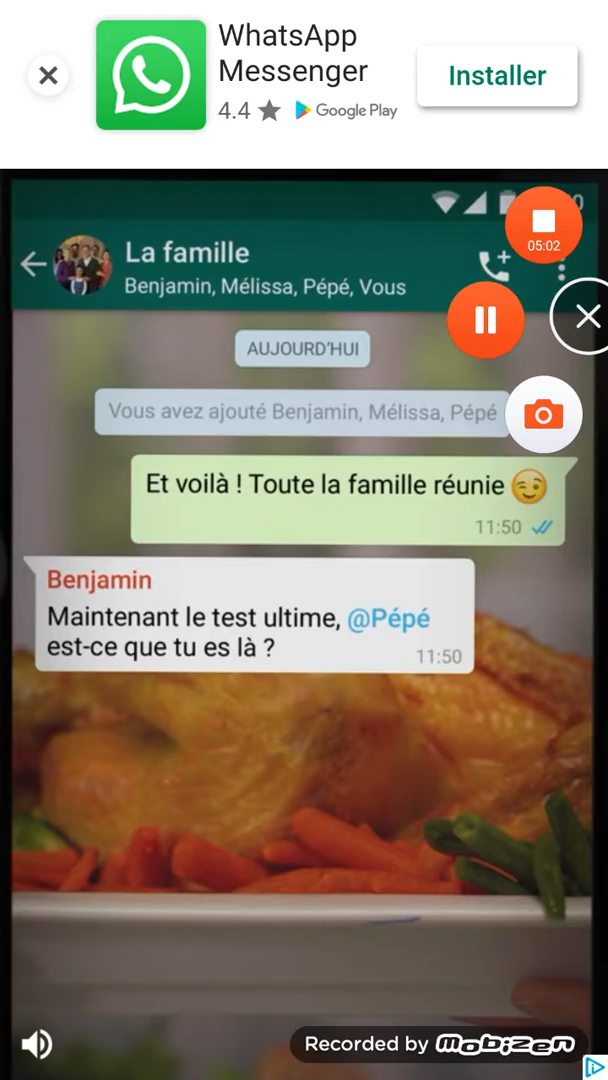 WhatsApp
Messenger
4.4 ★ Google Play
Installer
05:02
La famille
Benjamin, Mélissa, Pépé, Vous
AUJOURD'HUI
Vous avez ajouté Benjamin, Mélissa, Pépé
Et voilà ! Toute la famille réunie 😉
11:50
Benjamin
Maintenant le test ultime, @Pépé
est-ce que tu es là ?
11:50
Recorded by mobizen